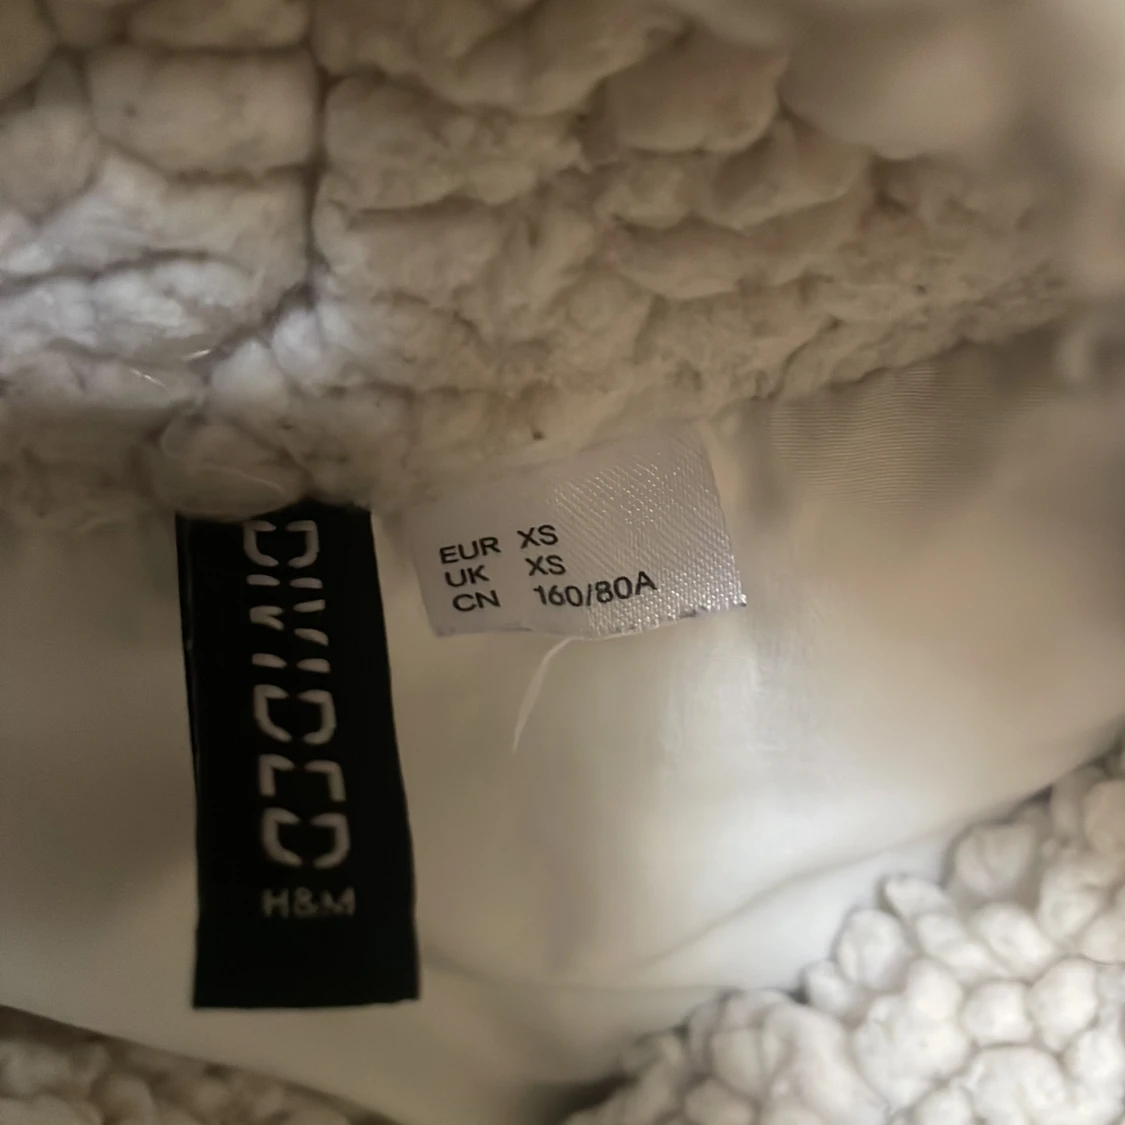 DIVIDED
H&M
EUR XS
UK XS
CN 160/80A